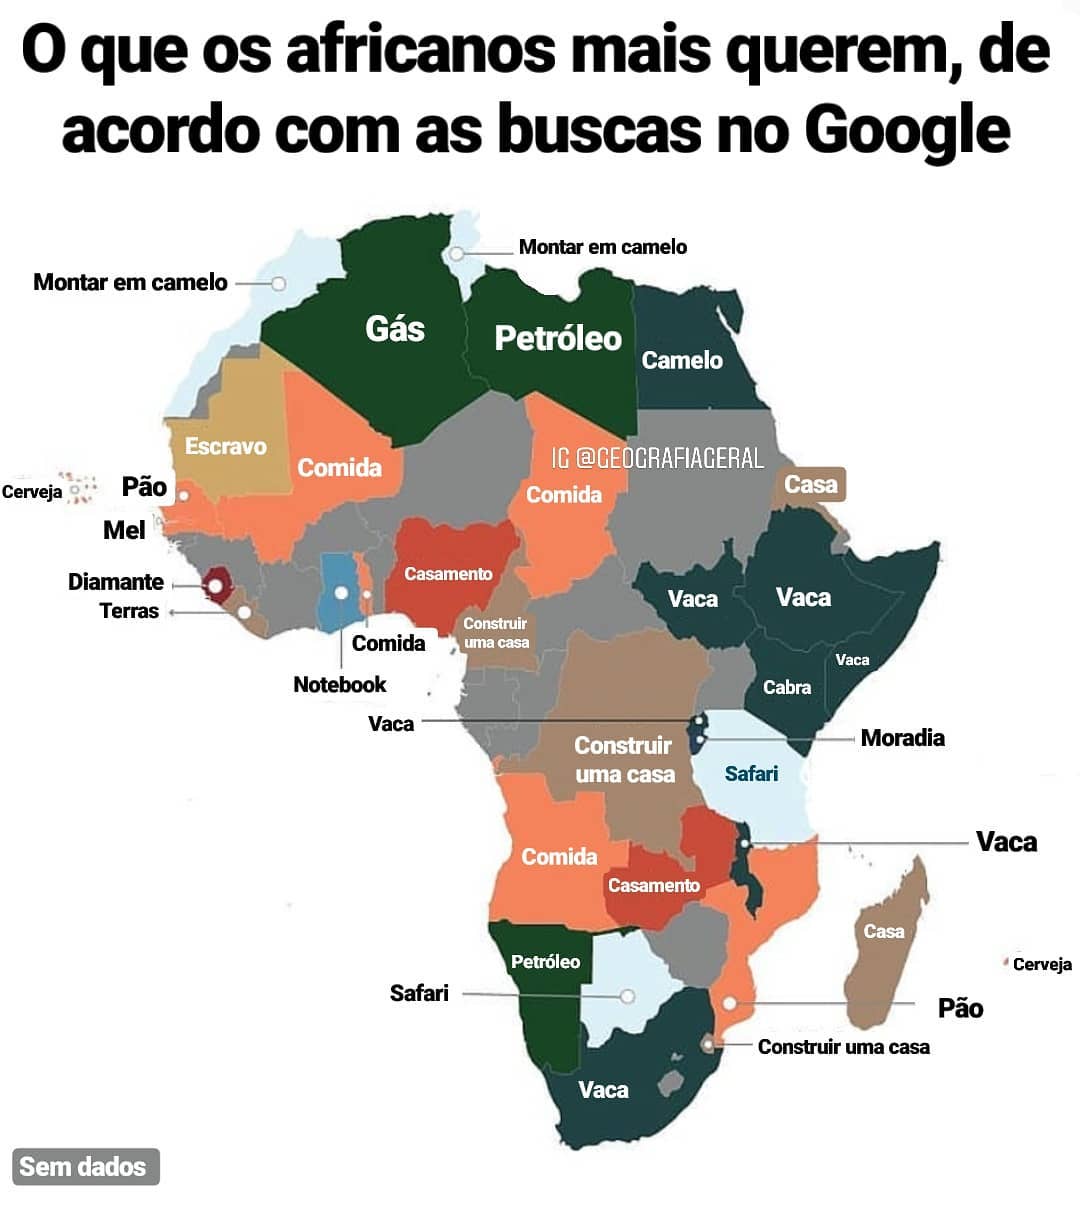 O que os africanos mais querem, de
acordo com as buscas no Google
Montar em camelo
Montar em camelo
Gás
Petróleo
Camelo
Escravo
Comida
IG @GEOGRAFIAGERAL
Comida
Casa
Cerveja
Pão
Mel
Diamante
Terras
Casamento
Vaca
Vaca
Construir
uma casa
Comida
Vaca
Notebook
Cabra
Vaca
Moradia
Construir
uma casa
Safari
Vaca
Comida
Casamento
Casa
Petróleo
Cerveja
Safari
Pão
Construir uma casa
Vaca
Sem dados